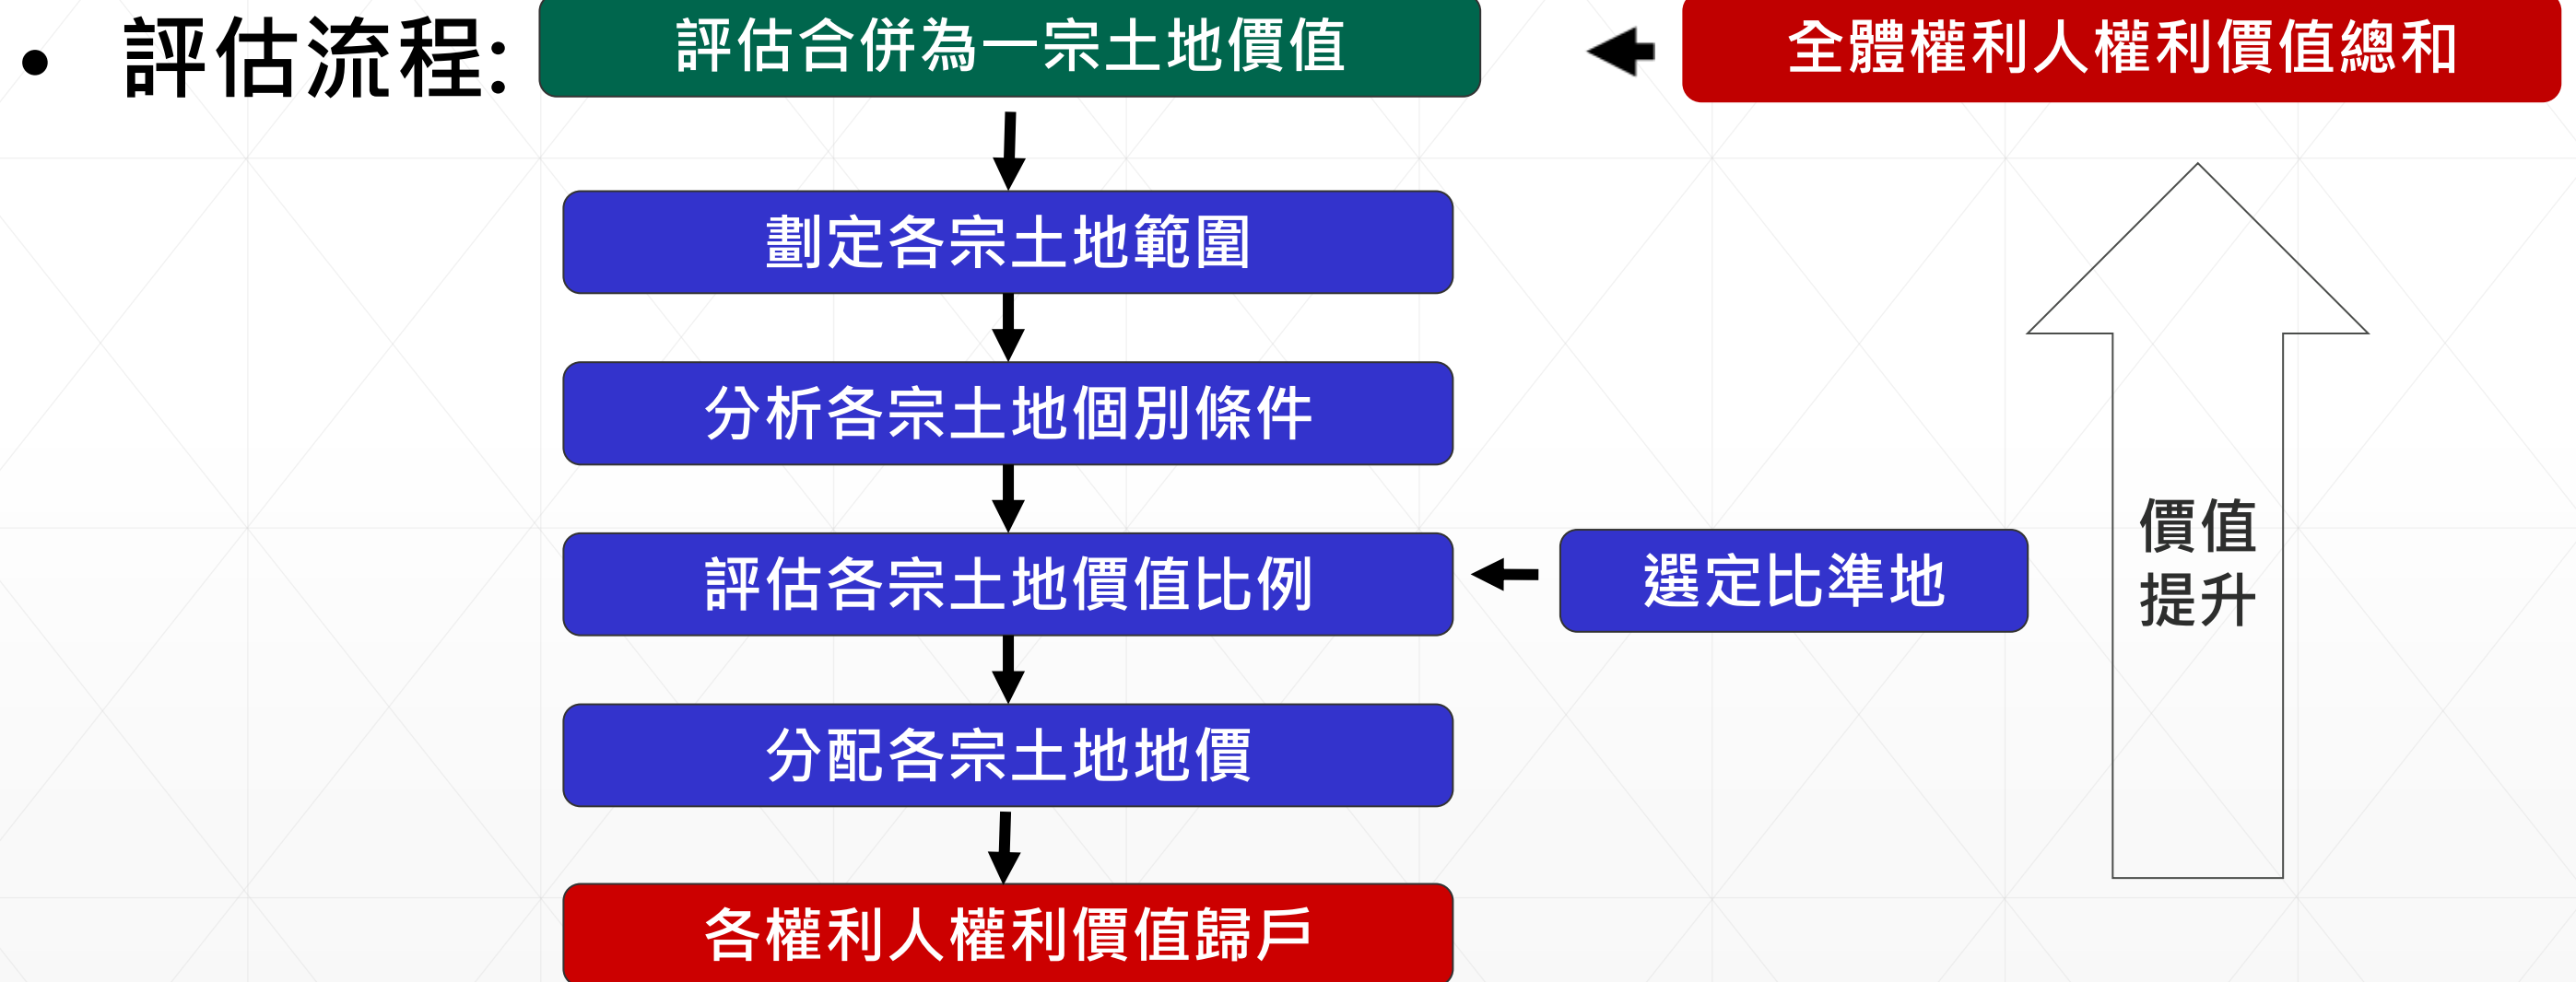 • 評估流程:
評估合併為一宗土地價值
全體權利人權利價值總和
劃定各宗土地範圍
分析各宗土地個別條件
評估各宗土地價值比例
選定比準地
價值
提升
分配各宗土地地價
各權利人權利價值歸戶